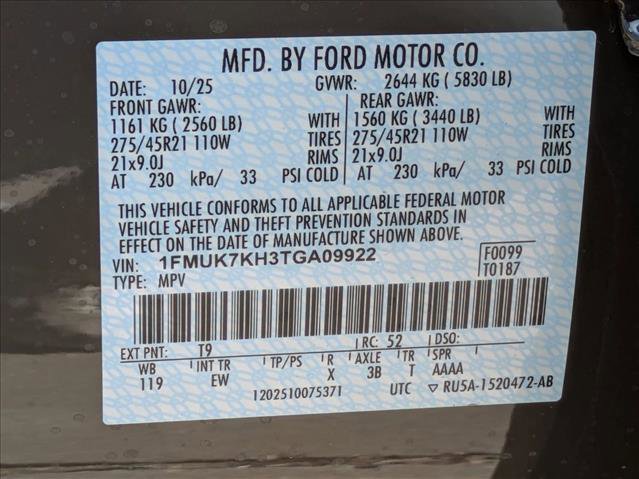 MFD. BY FORD MOTOR CO.
DATE: 10/25 GVWR: 2644 KG ( 5830 LB)
FRONT GAWR: REAR GAWR:
1161 KG ( 2560 LB) WITH 1560 KG ( 3440 LB) WITH
275/45R21 110W TIRES 275/45R21 110W TIRES
21x9.0J RIMS 21x9.0J RIMS
AT 230 kPa/ 33 PSI COLD AT 230 kPa/ 33 PSI COLD
THIS VEHICLE CONFORMS TO ALL APPLICABLE FEDERAL MOTOR
VEHICLE SAFETY AND THEFT PREVENTION STANDARDS IN
EFFECT ON THE DATE OF MANUFACTURE SHOWN ABOVE.
VIN: 1FMUK7KH3TGA09922 F0099
TYPE: MPV T0187
EXT PNT: T9 RC: 52 DSO:
WB INT TR TP/PS R AXLE TR SPR
119 EW X 3B T AAAA
1202510075371 UTC ▽ RU5A-1520472-AB